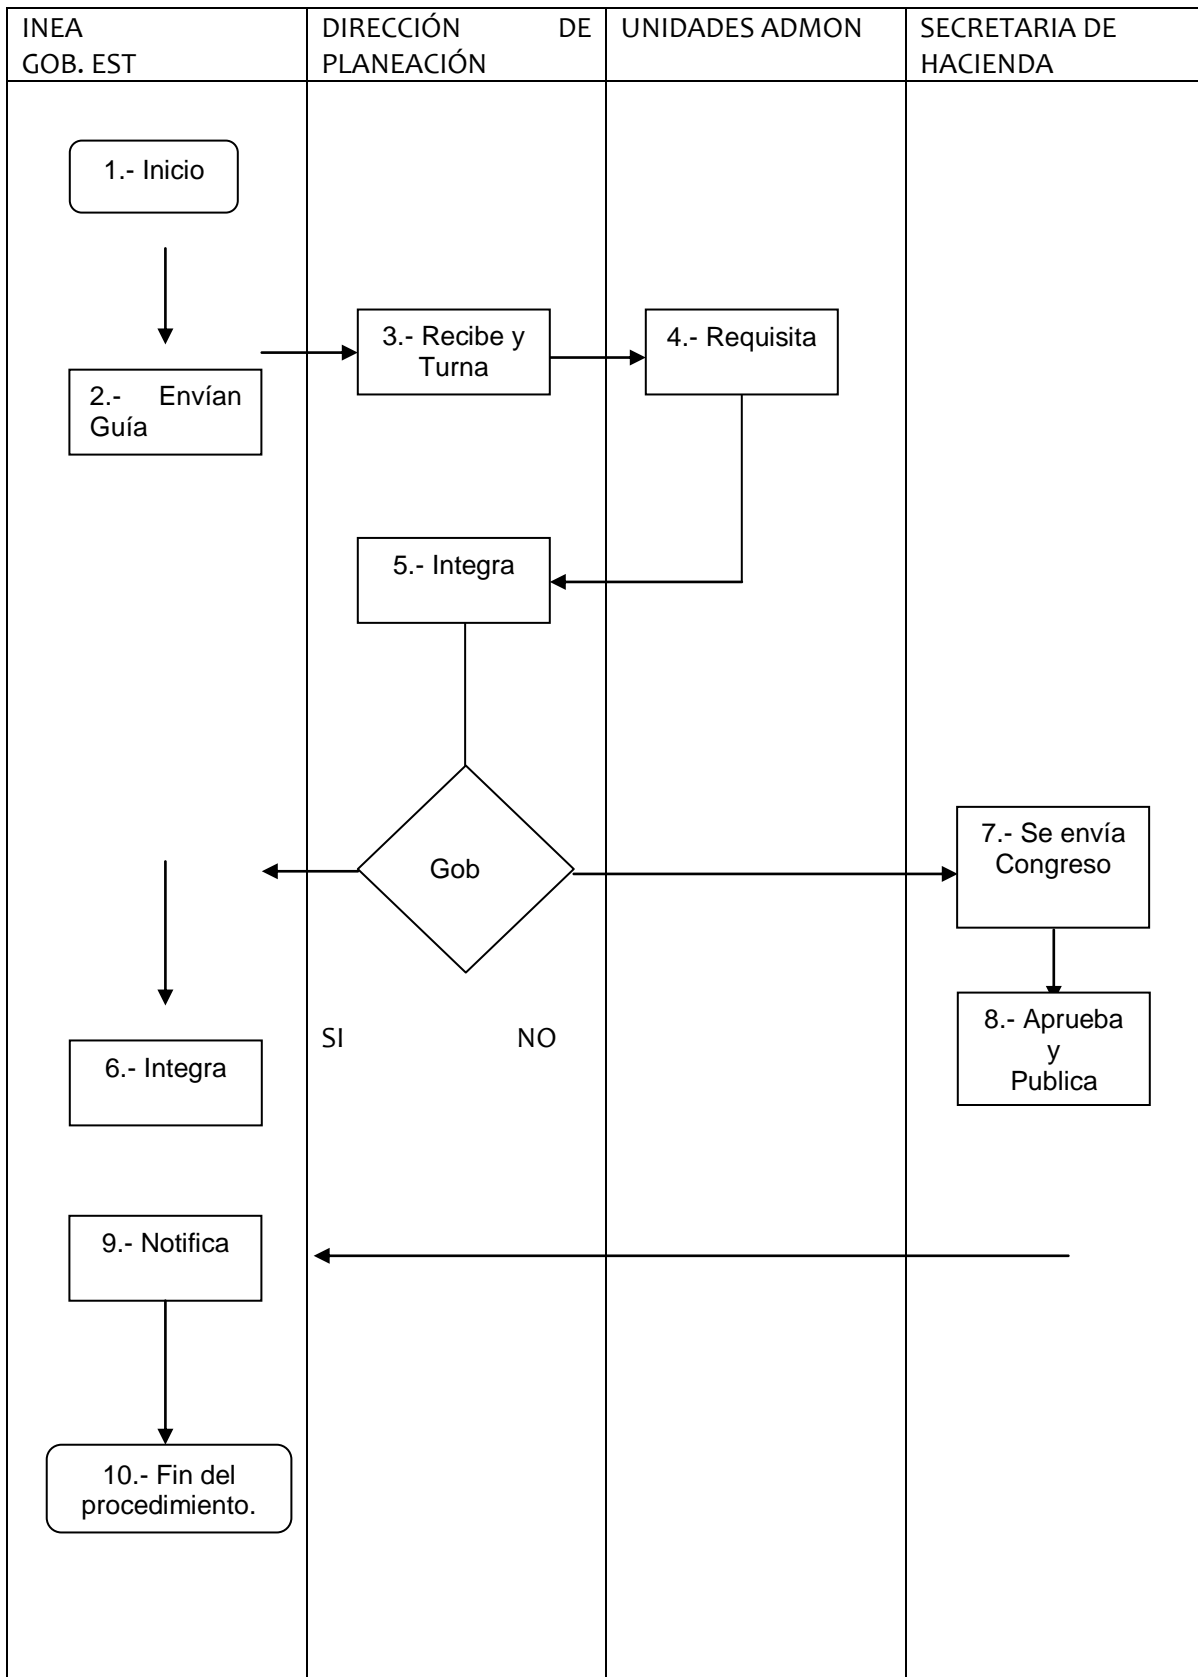 INEA
GOB. EST
DIRECCIÓN DE
PLANEACIÓN
UNIDADES ADMON
SECRETARIA DE
HACIENDA
1.- Inicio
2.- Envían
Guía
3.- Recibe y
Turna
4.- Requisita
5.- Integra
Gob
7.- Se envía
Congreso
SI NO
6.- Integra
8.- Aprueba
y
Publica
9.- Notifica
10.- Fin del
procedimiento.